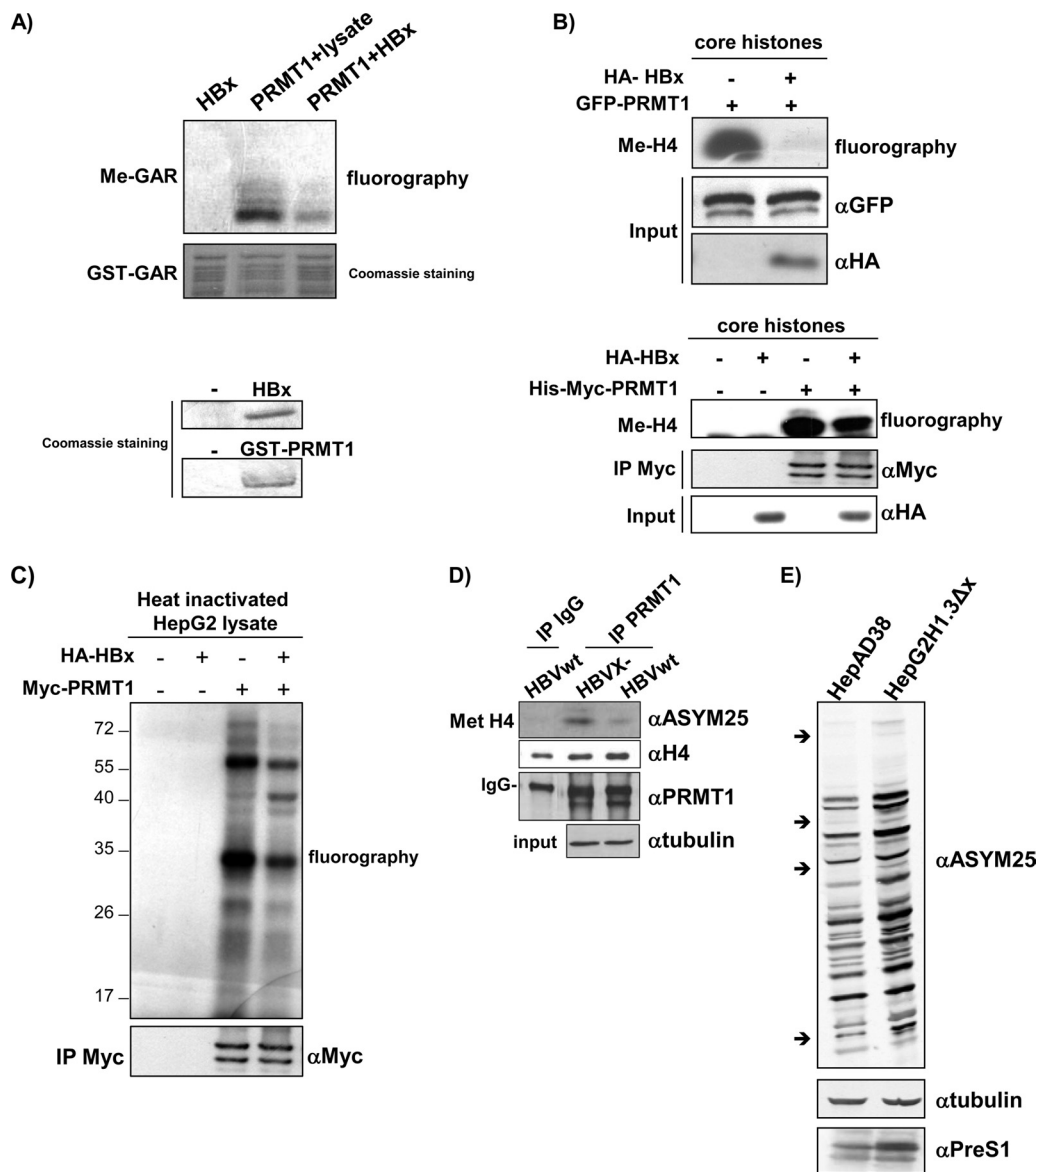 A)
HBx
PRMT1+lysate
PRMT1+HBx
Me-GAR
fluorography
GST-GAR
Coomassie staining
- HBx
Coomassie staining
- GST-PRMT1
B)
core histones
HA- HBx - +
GFP-PRMT1 + +
Me-H4
fluorography
Input
αGFP
αHA
core histones
HA-HBx - + - +
His-Myc-PRMT1 - - + +
Me-H4
fluorography
IP Myc
αMyc
Input
αHA
C)
Heat inactivated
HepG2 lysate
HA-HBx - + - +
Myc-PRMT1 - - + +
72
55
40
35
fluorography
26
17
IP Myc
αMyc
D)
IP IgG
IP PRMT1
HBVwt
HBVX-
HBVwt
Met H4
αASYM25
αH4
IgG-
αPRMT1
input
αtubulin
E)
HepAD38
HepG2H1.3Δx
➔
➔
➔
αASYM25
➔
αtubulin
αPreS1